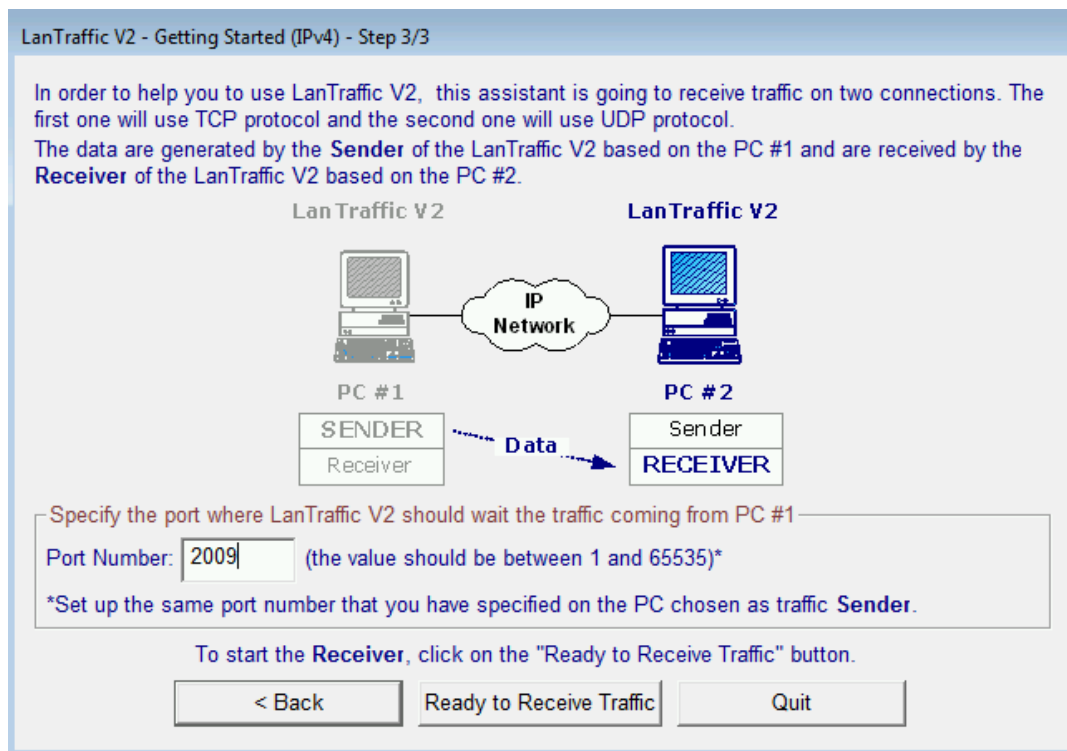 LanTraffic V2 - Getting Started (IPv4) - Step 3/3
In order to help you to use LanTraffic V2,  this assistant is going to receive traffic on two connections. The
first one will use TCP protocol and the second one will use UDP protocol.
The data are generated by the Sender of the LanTraffic V2 based on the PC #1 and are received by the
Receiver of the LanTraffic V2 based on the PC #2.
LanTraffic V2
LanTraffic V2
IP
Network
PC #1
PC #2
SENDER
Receiver
Data
Sender
RECEIVER
Specify the port where LanTraffic V2 should wait the traffic coming from PC #1
Port Number: 2009 (the value should be between 1 and 65535)*
*Set up the same port number that you have specified on the PC chosen as traffic Sender.
To start the Receiver, click on the "Ready to Receive Traffic" button.
< Back Ready to Receive Traffic Quit